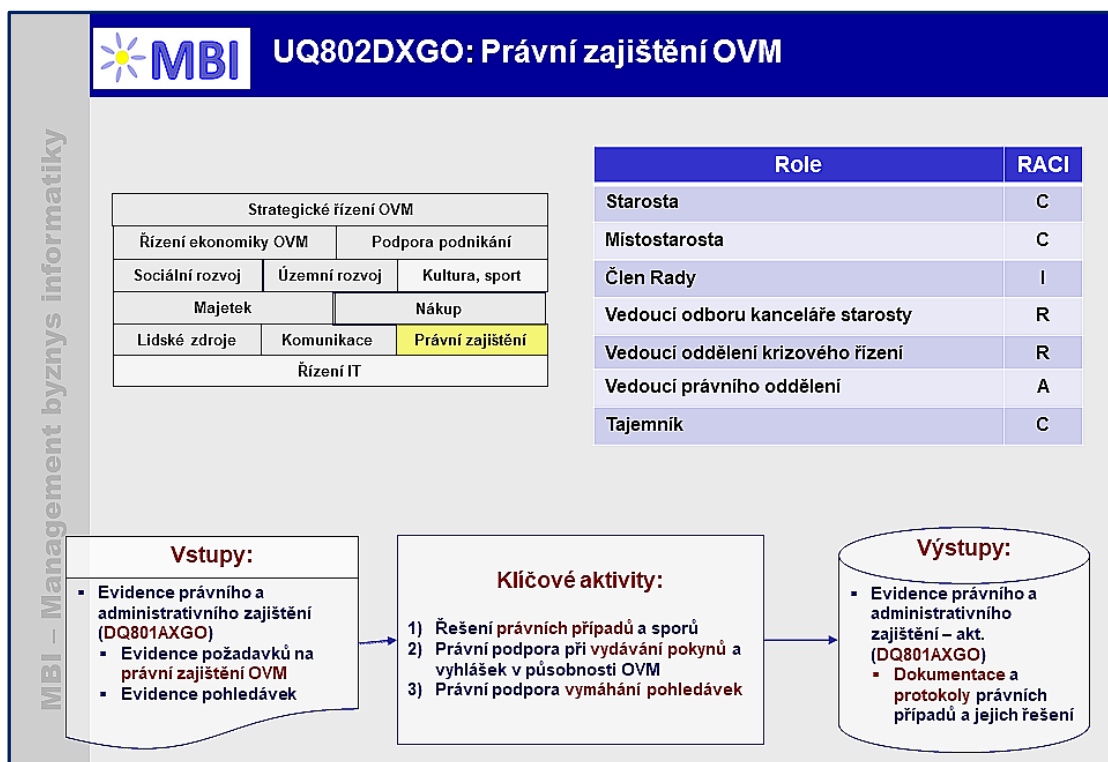 MBI
UQ802DXGO: Právní zajištění OVM
MBI – Management byznys informatiky
Strategické řízení OVM
Řízení ekonomiky OVM Podpora podnikání
Sociální rozvoj Územní rozvoj Kultura, sport
Majetek Nákup
Lidské zdroje Komunikace Právní zajištění
Řízení IT
Role RACI
Starosta C
Místostarosta C
Člen Rady I
Vedoucí odboru kanceláře starosty R
Vedoucí oddělení krizového řízení R
Vedoucí právního oddělení A
Tajemník C
Vstupy:
▪ Evidence právního a
administrativního zajištění
(DQ801AXGO)
▪ Evidence požadavků na
právní zajištění OVM
▪ Evidence pohledávek
Klíčové aktivity:
1) Řešení právních případů a sporů
2) Právní podpora při vydávání pokynů a
vyhlášek v působnosti OVM
3) Právní podpora vymáhání pohledávek
Výstupy:
▪ Evidence právního a
administrativního
zajištění – akt.
(DQ801AXGO)
▪ Dokumentace a
protokoly právních
případů a jejich řešení